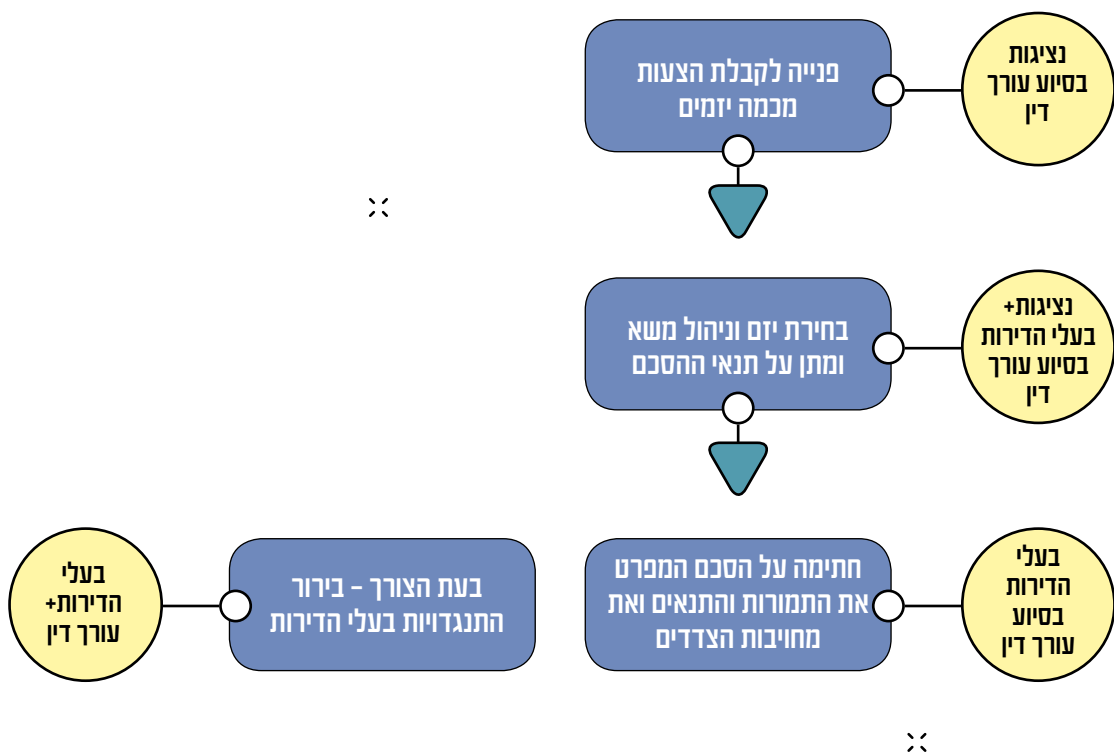 נציגות
בסיוע עורך
דין
פנייה לקבלת הצעות
מכמה יזמים
נציגות+
בעלי הדירות
בסיוע עורך
דין
בחירת יזם וניהול משא
ומתן על תנאי ההסכם
בעלי
הדירות
בסיוע
עורך דין
חתימה על הסכם המפרט
את התמורות והתנאים ואת
מחויבות הצדדים
בעת הצורך – בירור
התנגדויות בעלי הדירות
בעלי
הדירות+
עורך דין